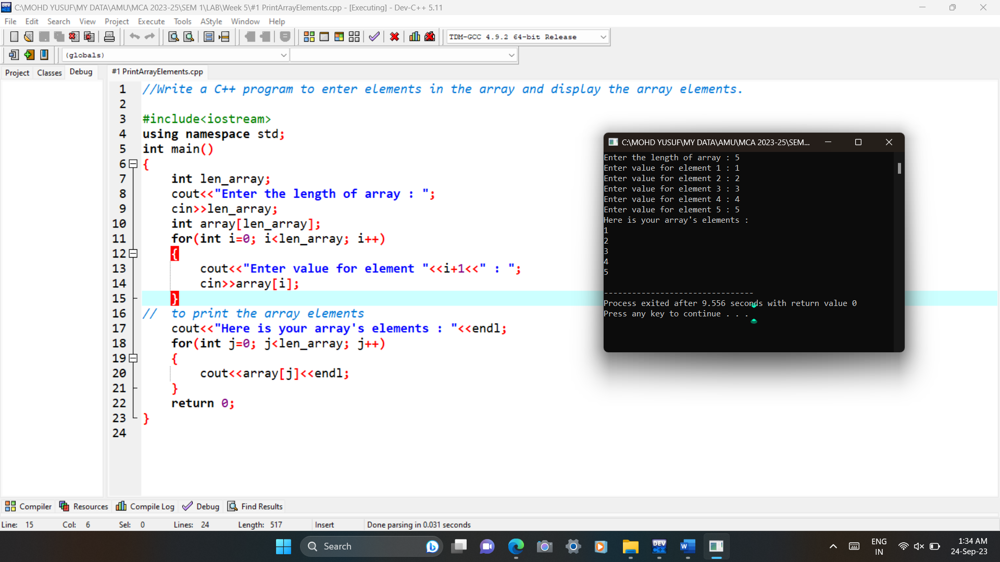 C:\MOHD YUSUF\MY DATA\AMU\MCA 2023-25\SEM 1\LAB\Week 5\#1 PrintArrayElements.cpp - [Executing] - Dev-C++ 5.11
File Edit Search View Project Execute Tools AStyle Window Help
TDM-GCC 4.9.2 64-bit Release
(globals)
Project Classes Debug
#1 PrintArrayElements.cpp
1 //Write a C++ program to enter elements in the array and display the array elements.
2
3 #include<iostream>
4 using namespace std;
5 int main()
6 {
7 int len_array;
8 cout<<"Enter the length of array : ";
9 cin>>len_array;
10 int array[len_array];
11 for(int i=0; i<len_array; i++)
12 {
13 cout<<"Enter value for element "<<i+1<<" : ";
14 cin>>array[i];
15 }
16 // to print the array elements
17 cout<<"Here is your array's elements : "<<endl;
18 for(int j=0; j<len_array; j++)
19 {
20 cout<<array[j]<<endl;
21 }
22 return 0;
23 }
24
C:\MOHD YUSUF\MY DATA\AMU\MCA 2023-25\SEM...
Enter the length of array : 5
Enter value for element 1 : 1
Enter value for element 2 : 2
Enter value for element 3 : 3
Enter value for element 4 : 4
Enter value for element 5 : 5
Here is your array's elements :
1
2
3
4
5
--------------------------------
Process exited after 9.556 seconds with return value 0
Press any key to continue . . .
Compiler Resources Compile Log Debug Find Results
Line: 15 Col: 6 Sel: 0 Lines: 24 Length: 517 Insert Done parsing in 0.031 seconds
Search
DEV
C++
W
ENG
IN
1:34 AM
24-Sep-23